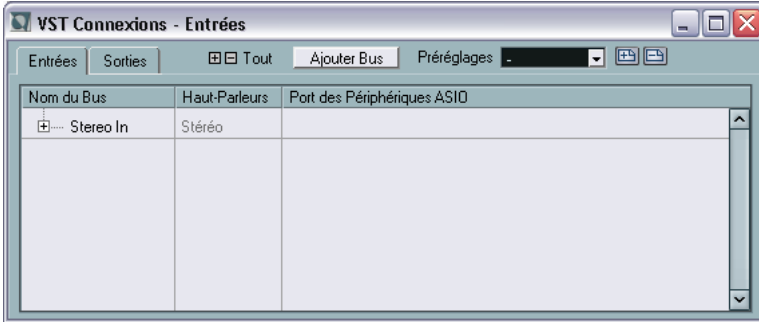 VST Connexions - Entrées
Entrées Sorties Tout Ajouter Bus Préréglages -
Nom du Bus Haut-Parleurs Port des Périphériques ASIO
Stereo In Stéréo